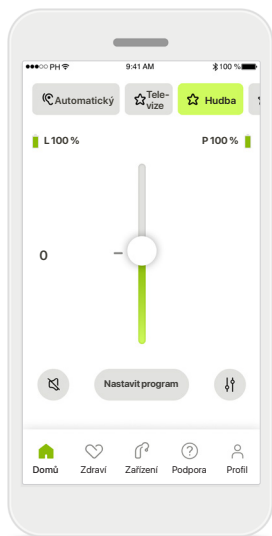 PH 9:41 AM 100 %
Automatický Tele-
vize Hudba
L 100 % P 100 %
0
Nastavit program
Domů Zdraví Zařízení Podpora Profil